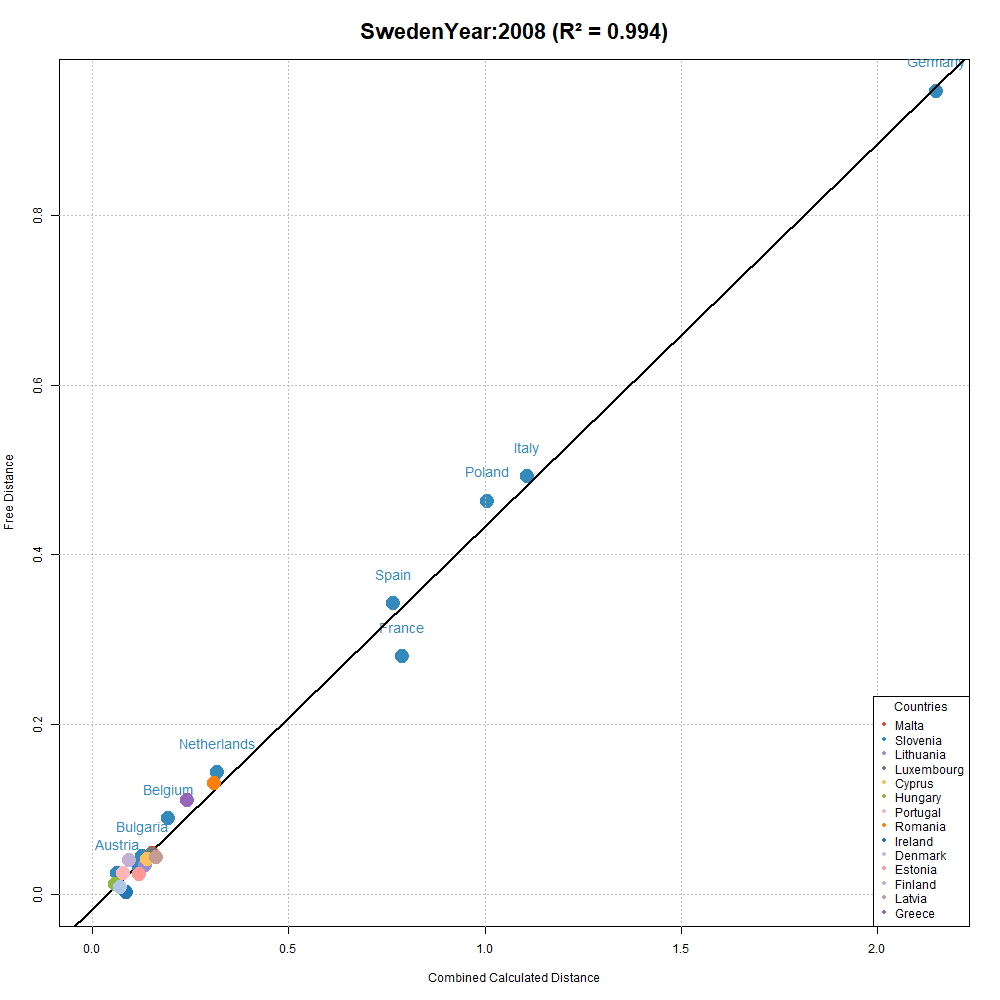 SwedenYear:2008 (R² = 0.994)
Germany
Italy
Poland
Spain
France
Netherlands
Belgium
Bulgaria
Austria
0.8
0.6
0.4
0.2
0.0
Free Distance
0.0 0.5 1.0 1.5 2.0
Combined Calculated Distance
Countries
Malta
Slovenia
Lithuania
Luxembourg
Cyprus
Hungary
Portugal
Romania
Ireland
Denmark
Estonia
Finland
Latvia
Greece